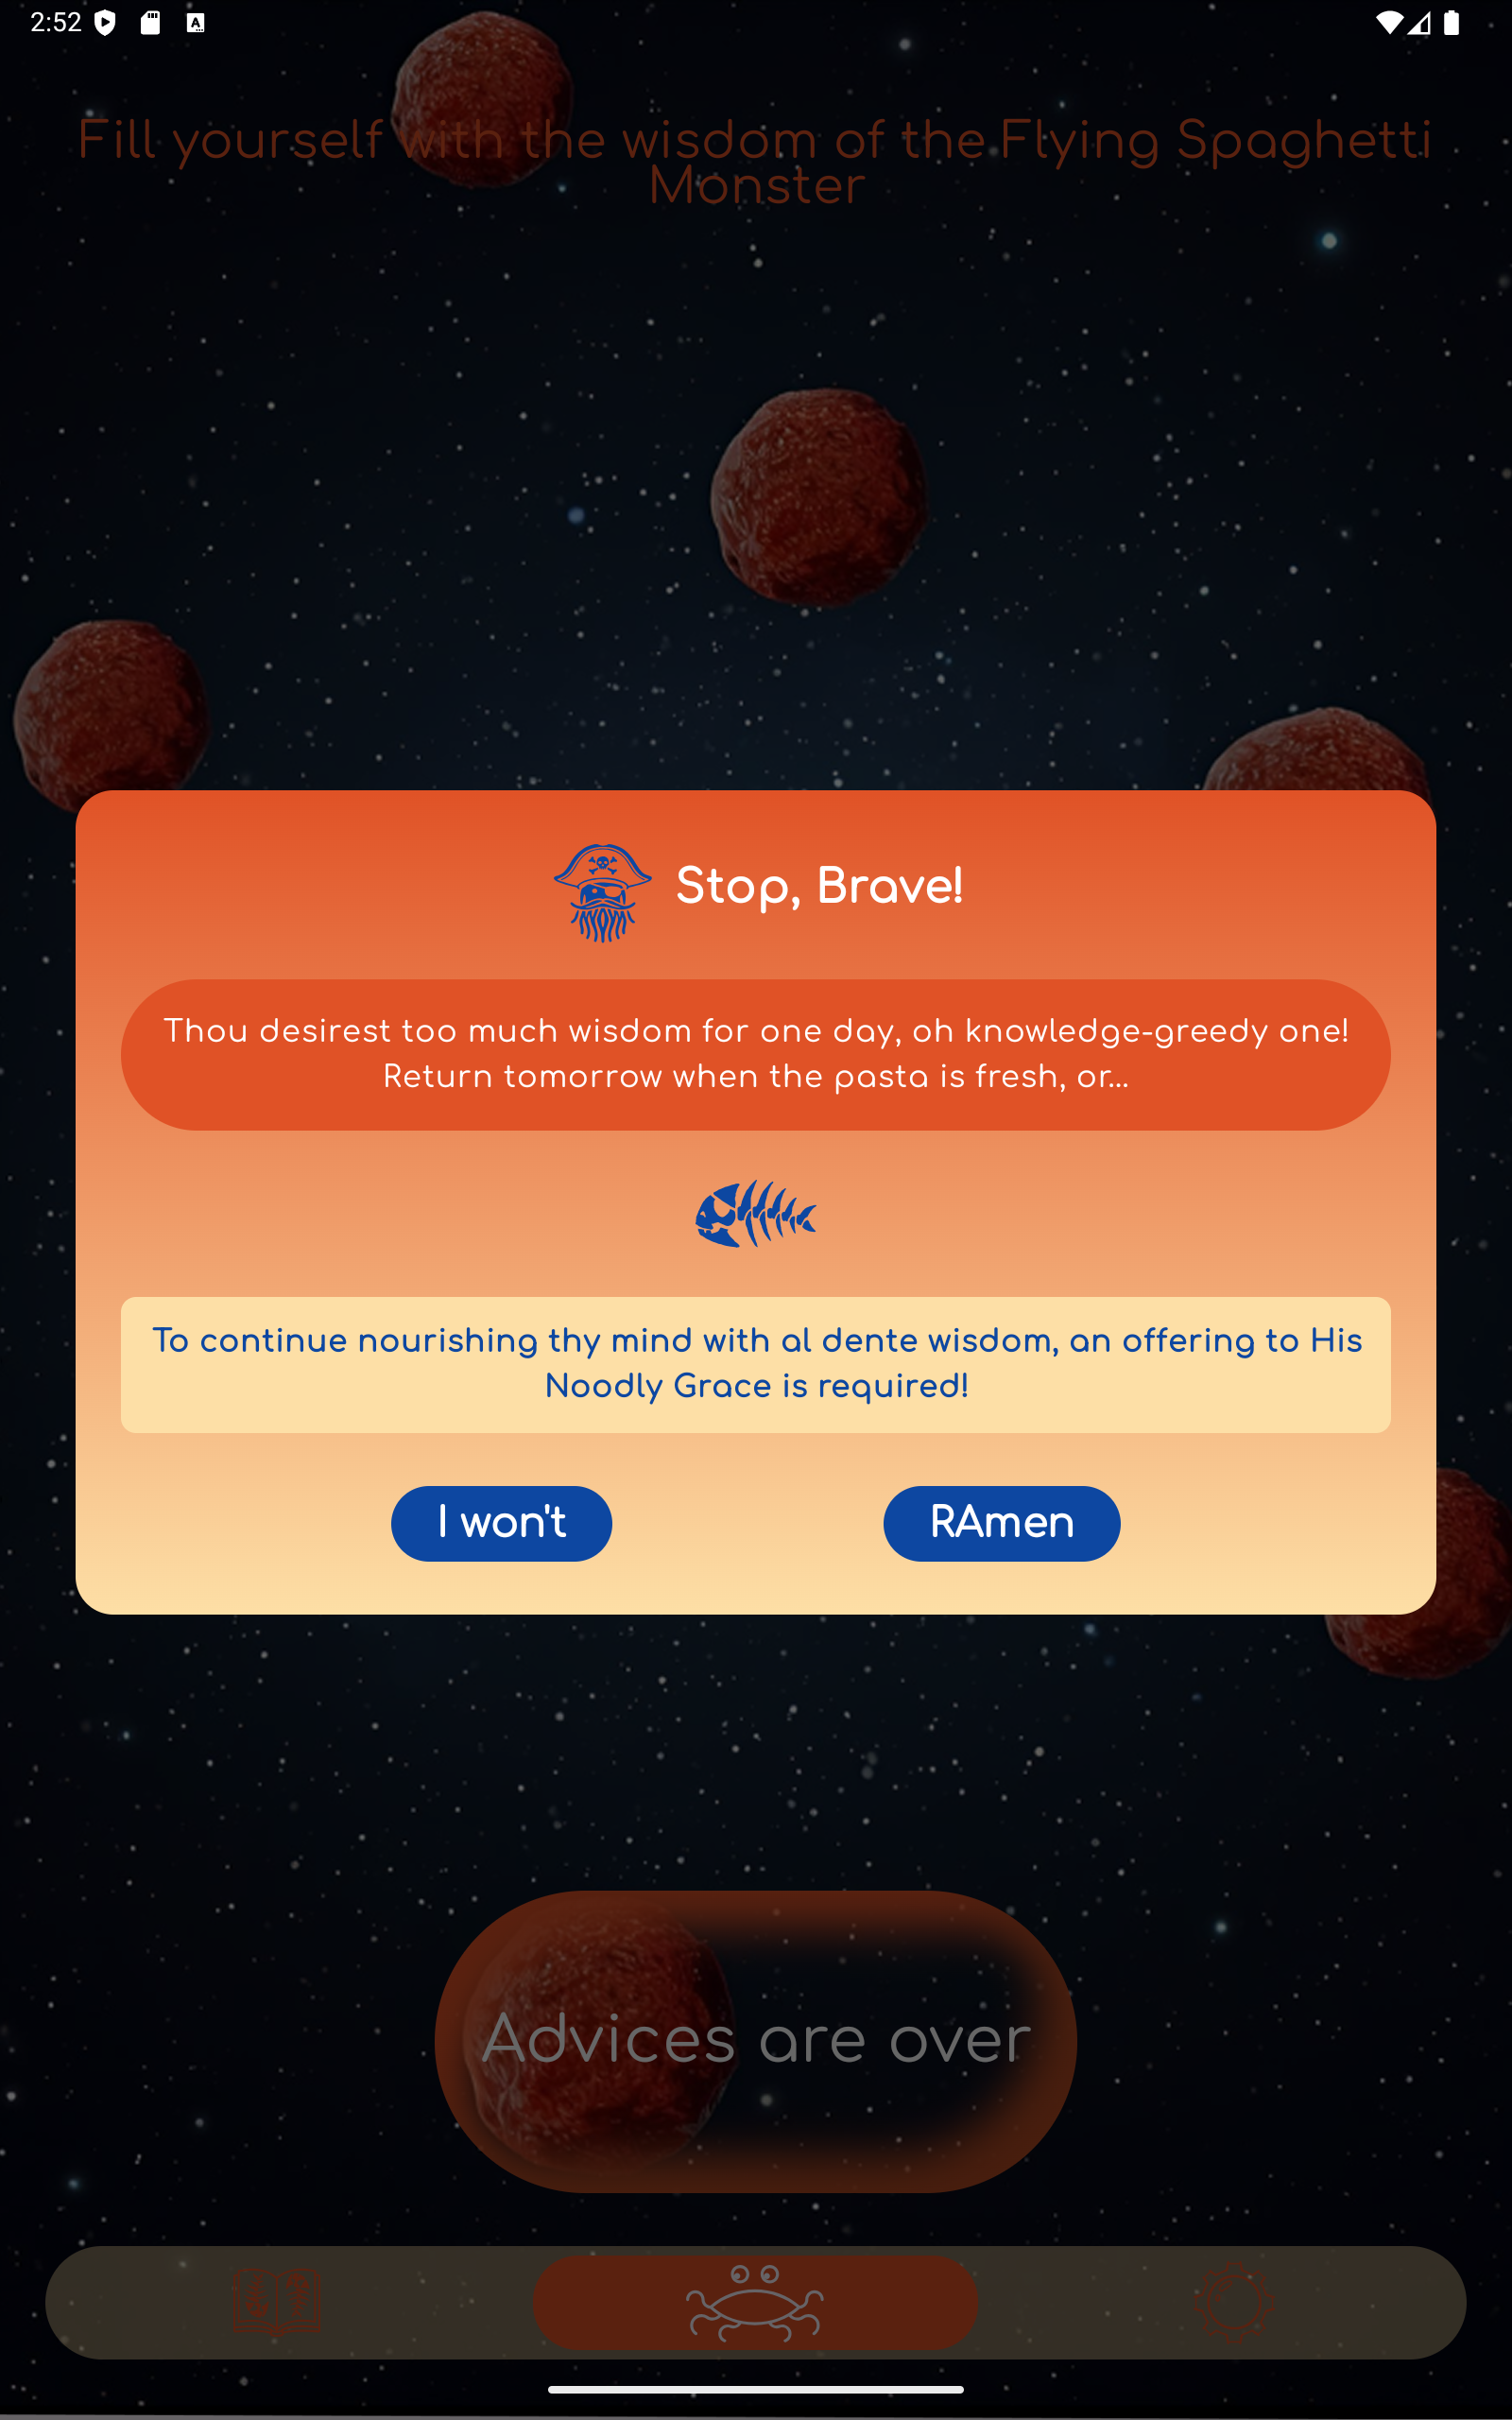 2:52
Fill yourself with the wisdom of the Flying Spaghetti
Monster
Stop, Brave!
Thou desirest too much wisdom for one day, oh knowledge-greedy one!
Return tomorrow when the pasta is fresh, or...
To continue nourishing thy mind with al dente wisdom, an offering to His
Noodly Grace is required!
I won't
RAmen
Advices are over